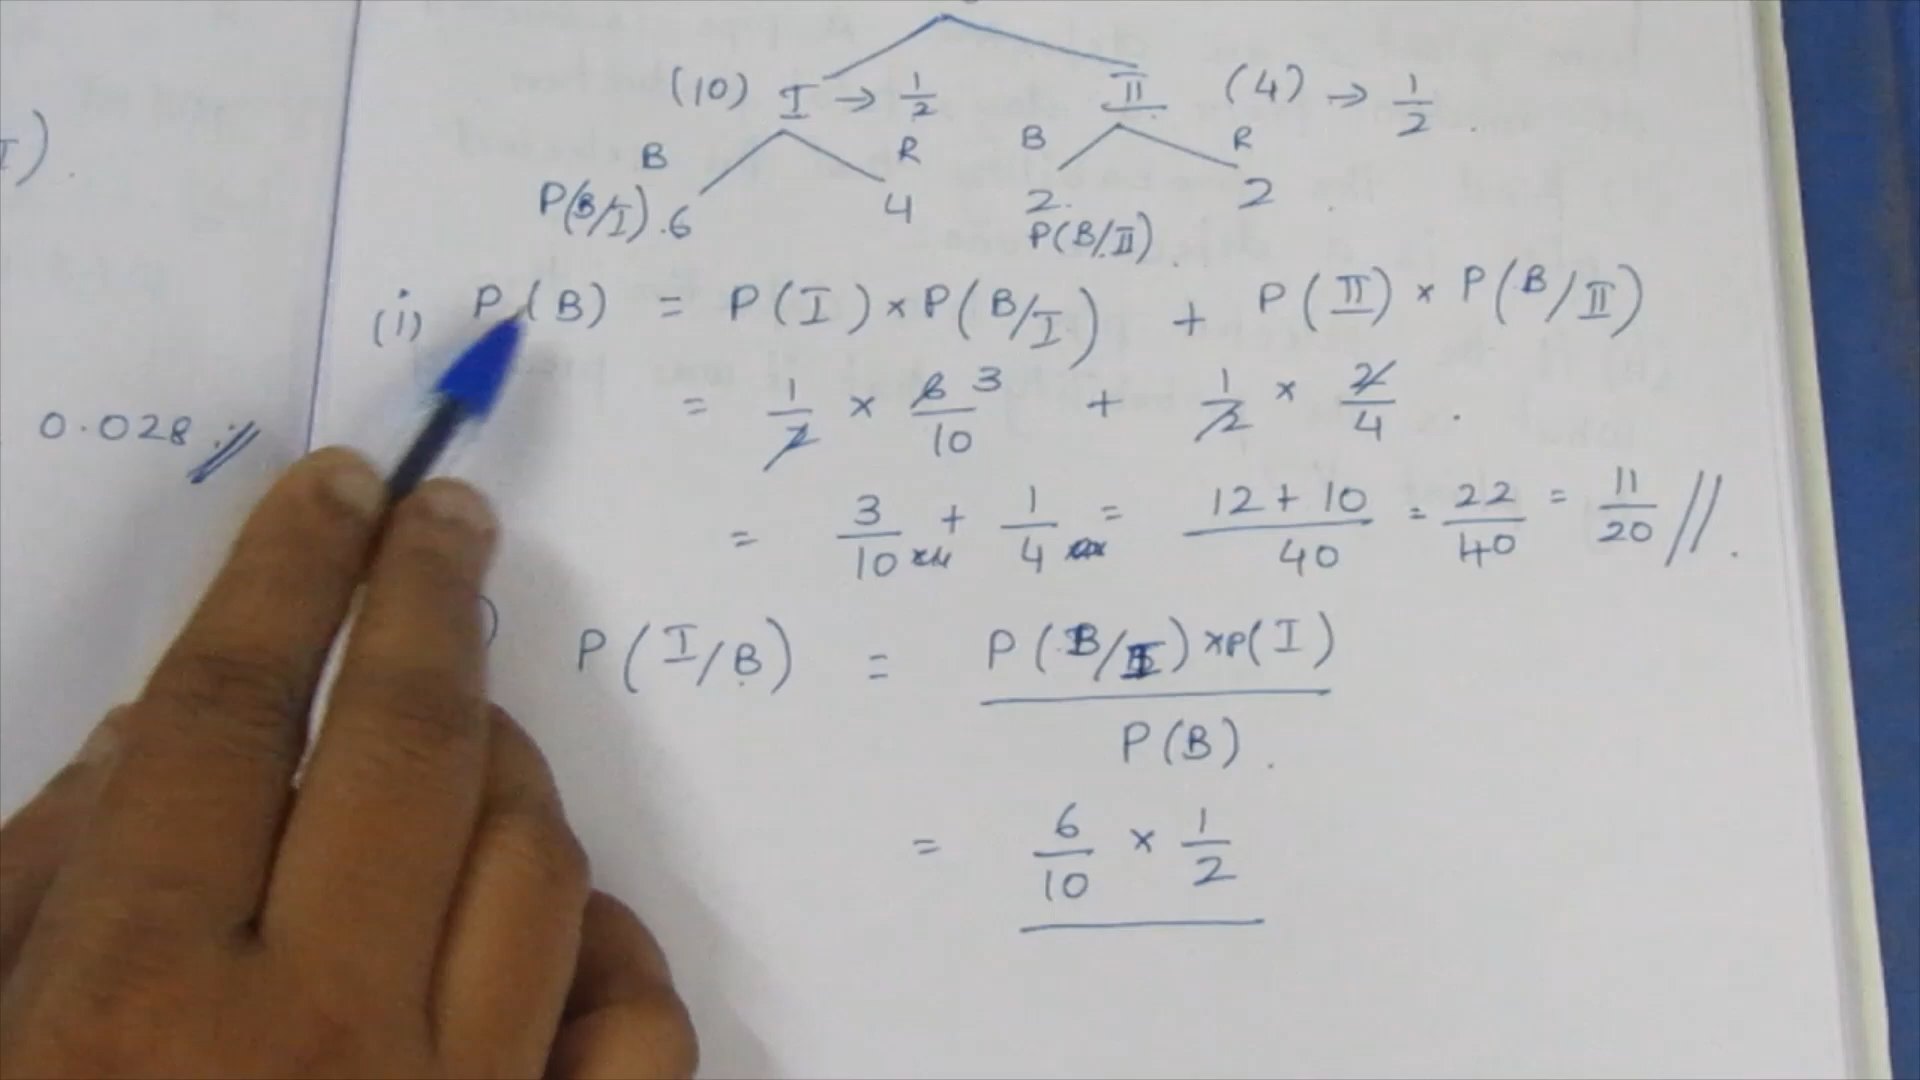 (10) I → 1/2 II (4) → 1/2 .
B R B R
P(B/I) .6 4 2. 2
P(B/II).
I).
(i) P(B) = P(I) × P(B/I) + P(II) × P(B/II)
= 1/2 × 6/10 3 + 1/2 × 2/4 .
0.028 //
= 3/10 ×4 + 1/4 = 12 + 10/40 = 22/40 = 11/20 // .
) P(I/B) = P(B/I) × P(I)
P(B) .
= 6/10 × 1/2